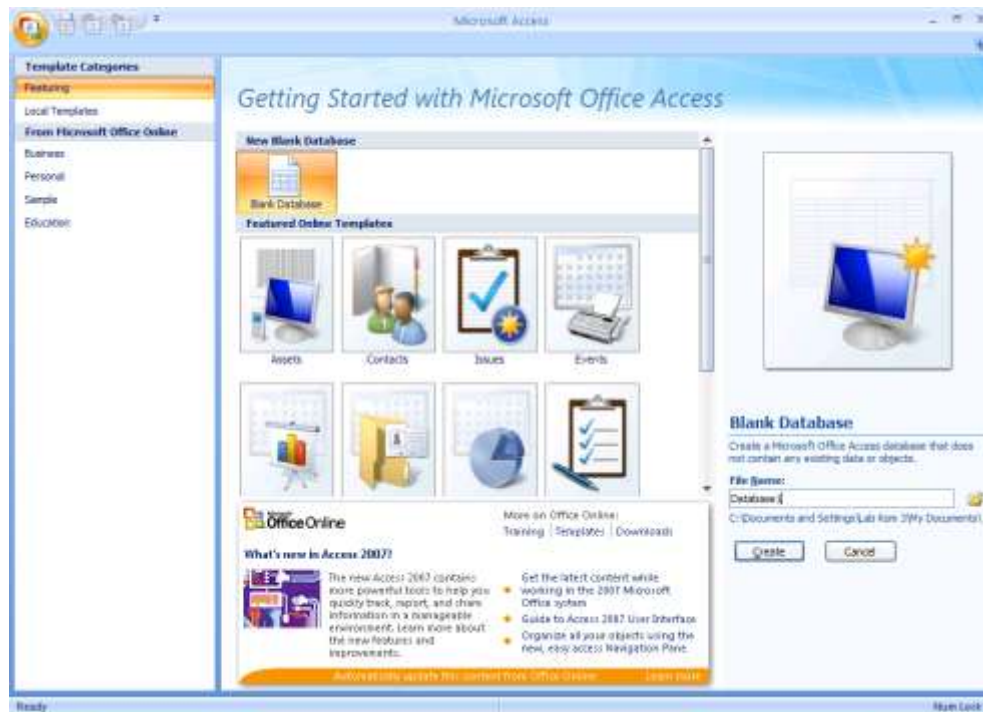 Microsoft Access
Template Categories
Featuring
Local Templates
From Microsoft Office Online
Business
Personal
Sample
Education
Getting Started with Microsoft Office Access
New Blank Database
Blank Database
Featured Online Templates
Assets
Contacts
Issues
Events
Microsoft
Office Online
More on Office Online:
Training | Templates | Downloads
What's new in Access 2007?
The new Access 2007 contains
more powerful tools to help you
quickly track, report, and share
information in a manageable
environment. Learn more about
the new features and
improvements.
Get the latest content while
working in the 2007 Microsoft
Office system
Guide to Access 2007 User Interface
Organize all your objects using the
new, easy access Navigation Pane.
Automatically update this content from Office Online
Learn more
Blank Database
Create a Microsoft Office Access database that does
not contain any existing data or objects.
File Name:
Database1
C:\Documents and Settings\Lab Kom 3\My Documents\
Create
Cancel
Ready
Num Lock